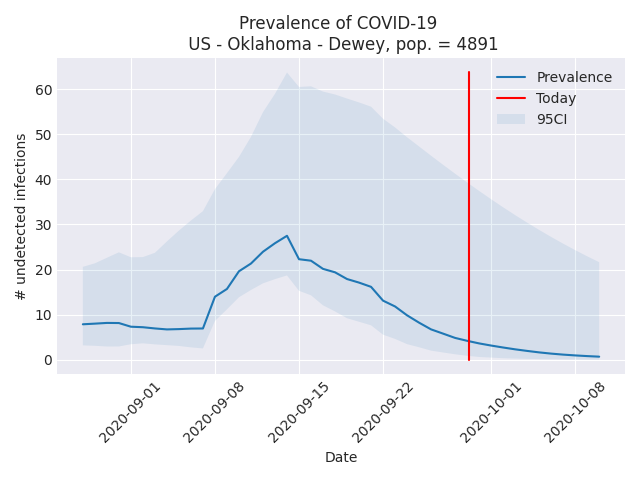 Prevalence of COVID-19
US - Oklahoma - Dewey, pop. = 4891
# undetected infections
60
50
40
30
20
10
0
Prevalence
Today
95CI
2020-09-01
2020-09-08
2020-09-15
2020-09-22
2020-10-01
2020-10-08
Date